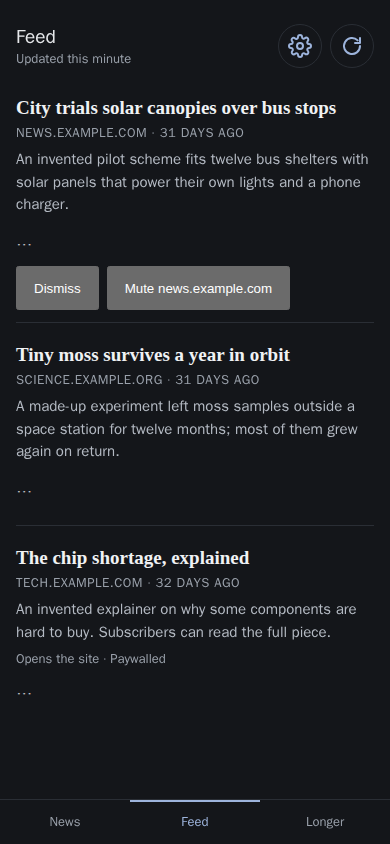 Feed
Updated this minute
City trials solar canopies over bus stops
NEWS.EXAMPLE.COM · 31 DAYS AGO
An invented pilot scheme fits twelve bus shelters with
solar panels that power their own lights and a phone
charger.
...
Dismiss
Mute news.example.com
Tiny moss survives a year in orbit
SCIENCE.EXAMPLE.ORG · 31 DAYS AGO
A made-up experiment left moss samples outside a
space station for twelve months; most of them grew
again on return.
...
The chip shortage, explained
TECH.EXAMPLE.COM · 32 DAYS AGO
An invented explainer on why some components are
hard to buy. Subscribers can read the full piece.
Opens the site · Paywalled
...
News
Feed
Longer